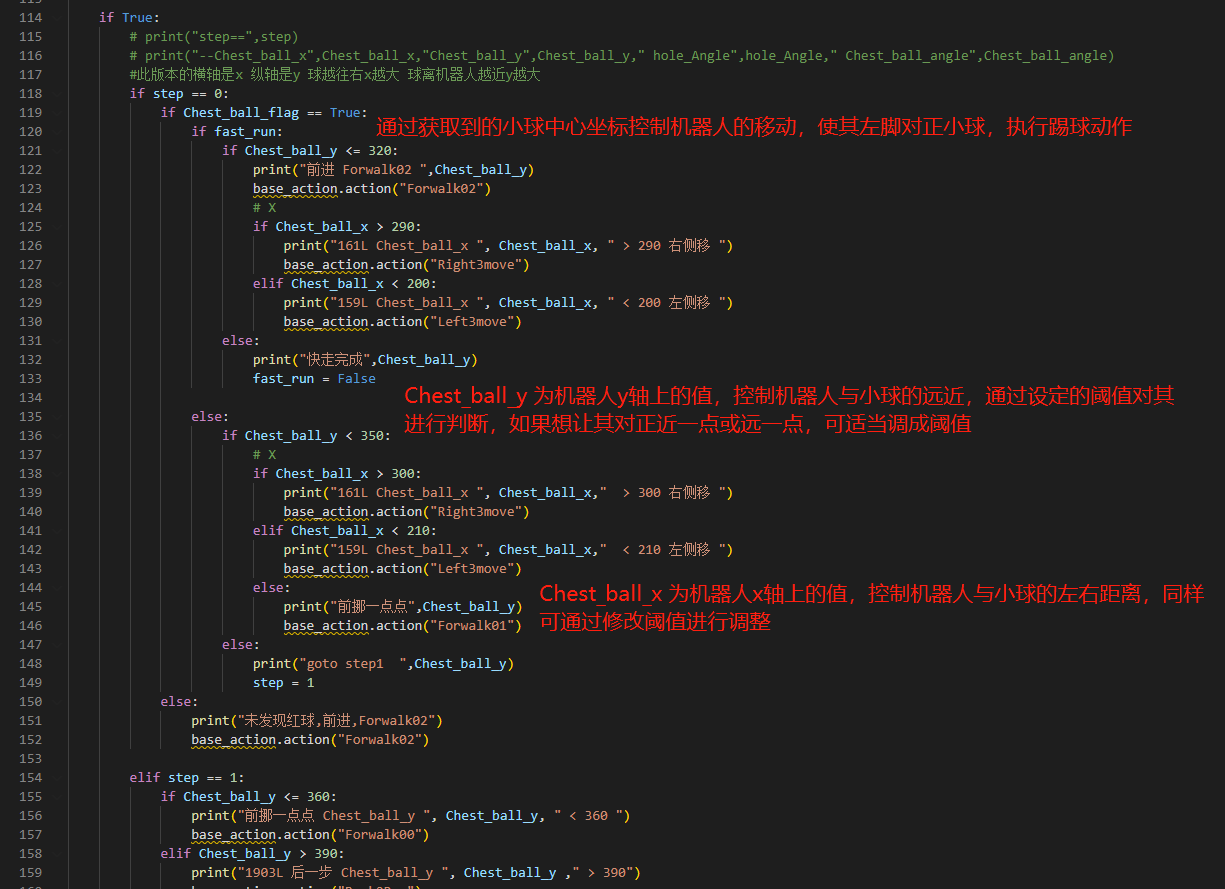 114 if True:
115 # print("step==",step)
116 # print("--Chest_ball_x",Chest_ball_x,"Chest_ball_y",Chest_ball_y," hole_Angle",hole_Angle," Chest_ball_angle",Chest_ball_angle)
117 #此版本的横轴是x 纵轴是y 球越往右x越大 球离机器人越近y越大
118 if step == 0:
119 if Chest_ball_flag == True:
通过获取到的小球中心坐标控制机器人的移动，使其左脚对正小球，执行踢球动作
120 if fast_run:
121 if Chest_ball_y <= 320:
122 print("前进 Forwalk02 ",Chest_ball_y)
123 base_action.action("Forwalk02")
124 # X
125 if Chest_ball_x > 290:
126 print("161L Chest_ball_x ", Chest_ball_x, " > 290 右侧移 ")
127 base_action.action("Right3move")
128 elif Chest_ball_x < 200:
129 print("159L Chest_ball_x ", Chest_ball_x, " < 200 左侧移 ")
130 base_action.action("Left3move")
131 else:
132 print("快走完成",Chest_ball_y)
133 fast_run = False
134
Chest_ball_y 为机器人y轴上的值，控制机器人与小球的远近，通过设定的阈值对其
进行判断，如果想让其对正近一点或远一点，可适当调成阈值
135 else:
136 if Chest_ball_y < 350:
137 # X
138 if Chest_ball_x > 300:
139 print("161L Chest_ball_x ", Chest_ball_x,"  > 300 右侧移 ")
140 base_action.action("Right3move")
141 elif Chest_ball_x < 210:
142 print("159L Chest_ball_x ", Chest_ball_x,"  < 210 左侧移 ")
143 base_action.action("Left3move")
144 else:
Chest_ball_x 为机器人x轴上的值，控制机器人与小球的左右距离，同样
可通过修改阈值进行调整
145 print("前挪一点点",Chest_ball_y)
146 base_action.action("Forwalk01")
147 else:
148 print("goto step1  ",Chest_ball_y)
149 step = 1
150 else:
151 print("未发现红球,前进,Forwalk02")
152 base_action.action("Forwalk02")
153
154 elif step == 1:
155 if Chest_ball_y <= 360:
156 print("前挪一点点 Chest_ball_y ", Chest_ball_y, " < 360 ")
157 base_action.action("Forwalk00")
158 elif Chest_ball_y > 390:
159 print("1903L 后一步 Chest_ball_y ", Chest_ball_y ," > 390")